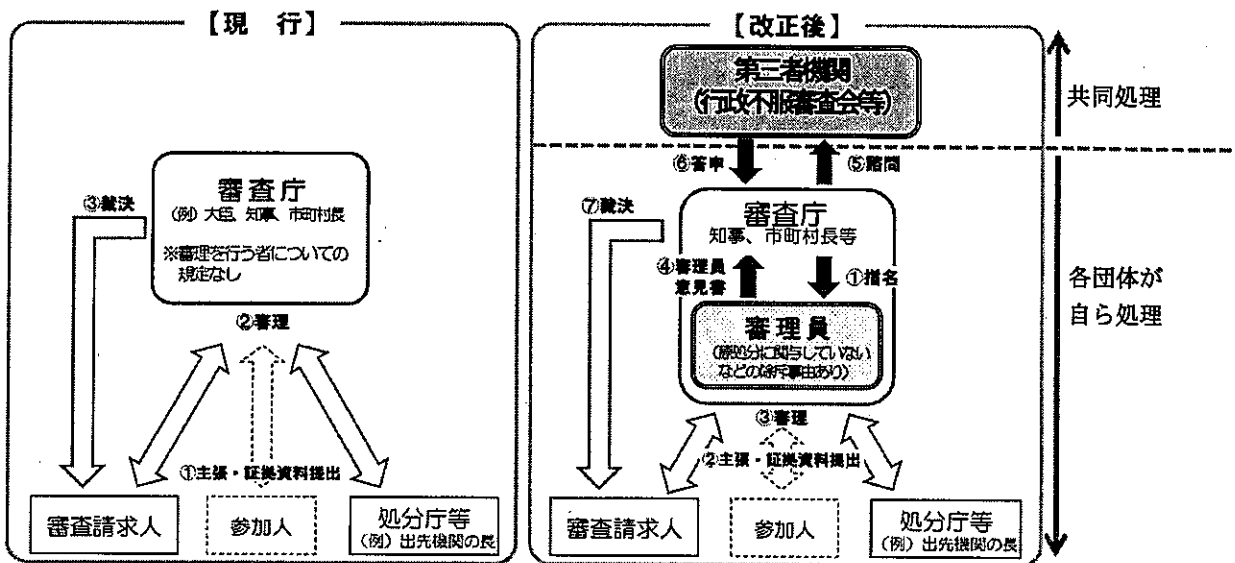 【現　行】
審査庁
(例) 大臣、知事、市町村長
※審理を行う者についての
規定なし
③裁決
②審理
①主張・証拠資料提出
審査請求人
参加人
処分庁等
(例) 出先機関の長
【改正後】
第三者機関
(行政不服審査会等)
⑥答申
⑤諮問
審査庁
知事、市町村長等
⑦裁決
④審理員
意見書
①指名
審理員
(原処分に関与していない
などの除斥事由あり)
③審理
②主張・証拠資料提出
審査請求人
参加人
処分庁等
(例) 出先機関の長
共同処理
各団体が
自ら処理